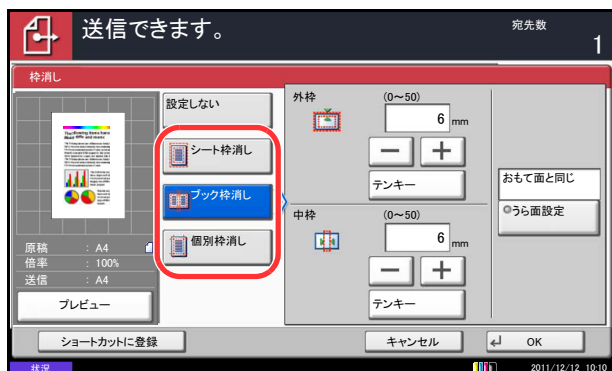 送信できます。
宛先数
1
枠消し
設定しない
シート枠消し
ブック枠消し
個別枠消し
外枠
(0～50)
6 mm
テンキー
中枠
(0～50)
6 mm
テンキー
おもて面と同じ
うら面設定
原稿 : A4
倍率 : 100%
送信 : A4
プレビュー
ショートカットに登録
キャンセル
OK
状況
2011/12/12 10:10